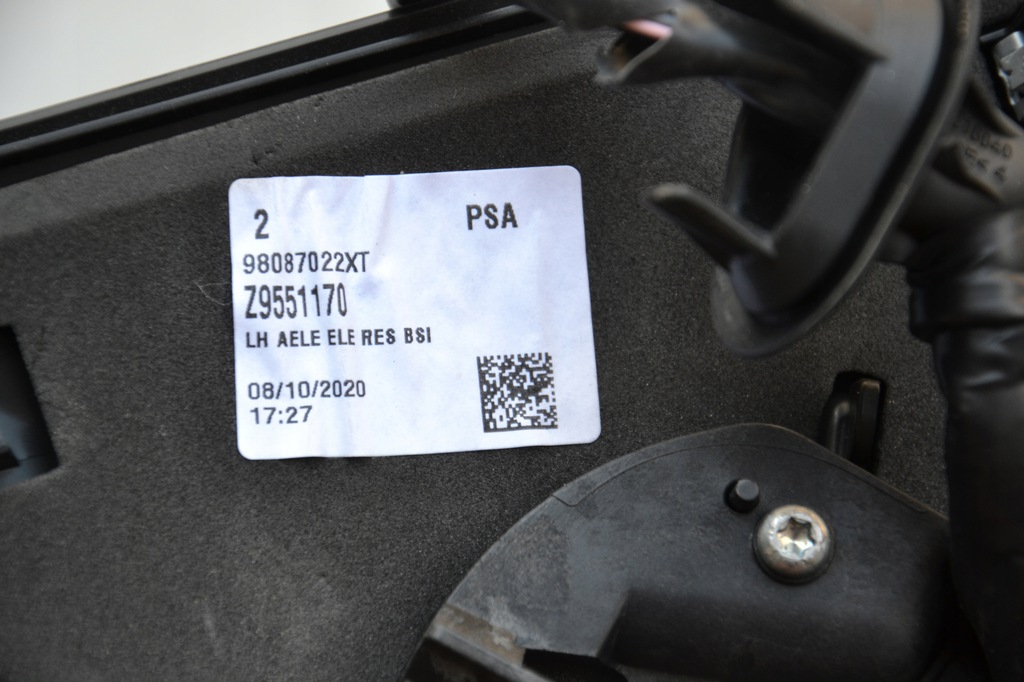 2 PSA
98087022XT
Z9551170
LH AELE ELE RES BSI
08/10/2020
17:27